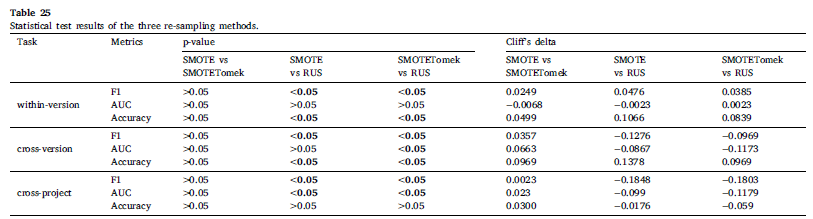 Table 25
Statistical test results of the three re-sampling methods.
Task Metrics p-value Cliff's delta
SMOTE vs SMOTE SMOTETomek SMOTE vs SMOTE SMOTETomek
SMOTETomek vs RUS vs RUS SMOTETomek vs RUS vs RUS
F1 >0.05 <0.05 <0.05 0.0249 0.0476 0.0385
within-version AUC >0.05 >0.05 >0.05 −0.0068 −0.0023 0.0023
Accuracy >0.05 <0.05 <0.05 0.0499 0.1066 0.0839
F1 >0.05 <0.05 <0.05 0.0357 −0.1276 −0.0969
cross-version AUC >0.05 >0.05 <0.05 0.0663 −0.0867 −0.1173
Accuracy >0.05 <0.05 <0.05 0.0969 0.1378 0.0969
F1 >0.05 <0.05 <0.05 0.0023 −0.1848 −0.1803
cross-project AUC >0.05 <0.05 <0.05 0.023 −0.099 −0.1179
Accuracy >0.05 >0.05 >0.05 0.0300 −0.0176 −0.059